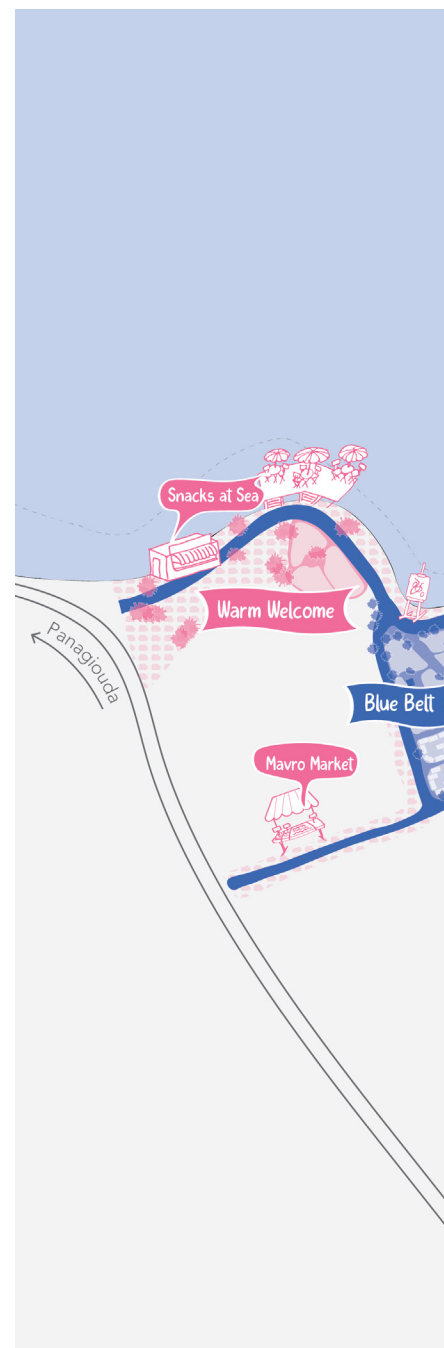 Snacks at Sea
Warm Welcome
Panagiouda
Blue Belt
Mavro Market